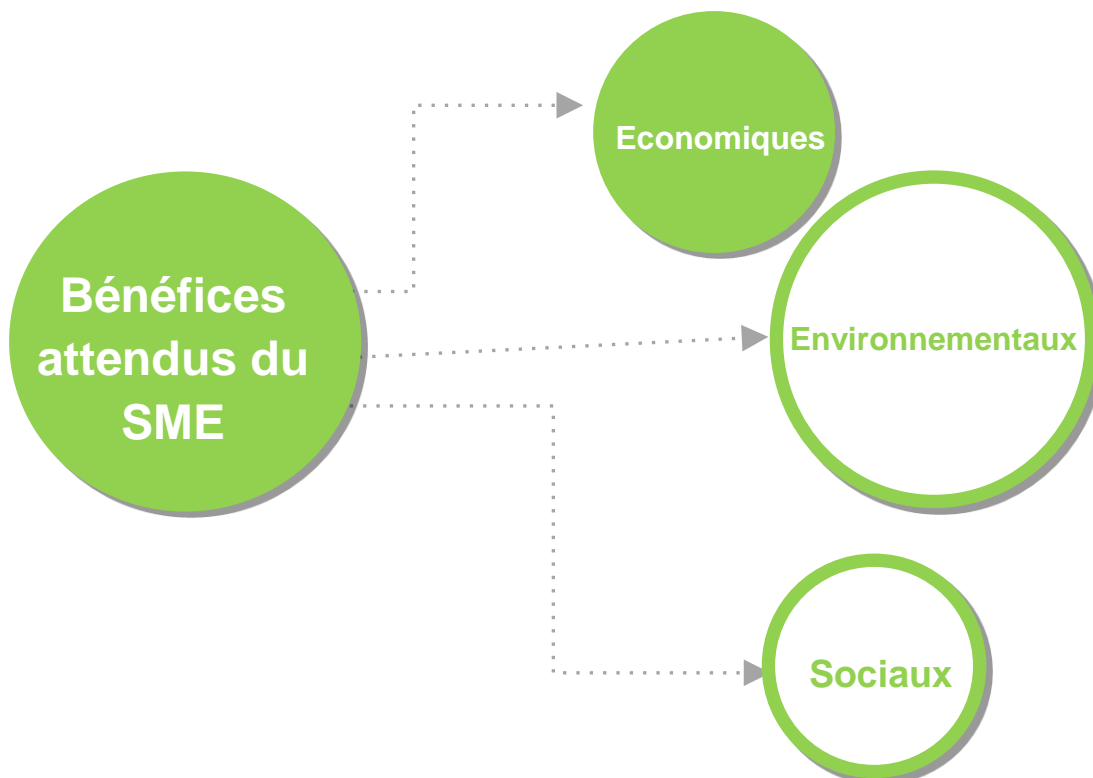 Economiques
Bénéfices
attendus du
SME
Environnementaux
Sociaux